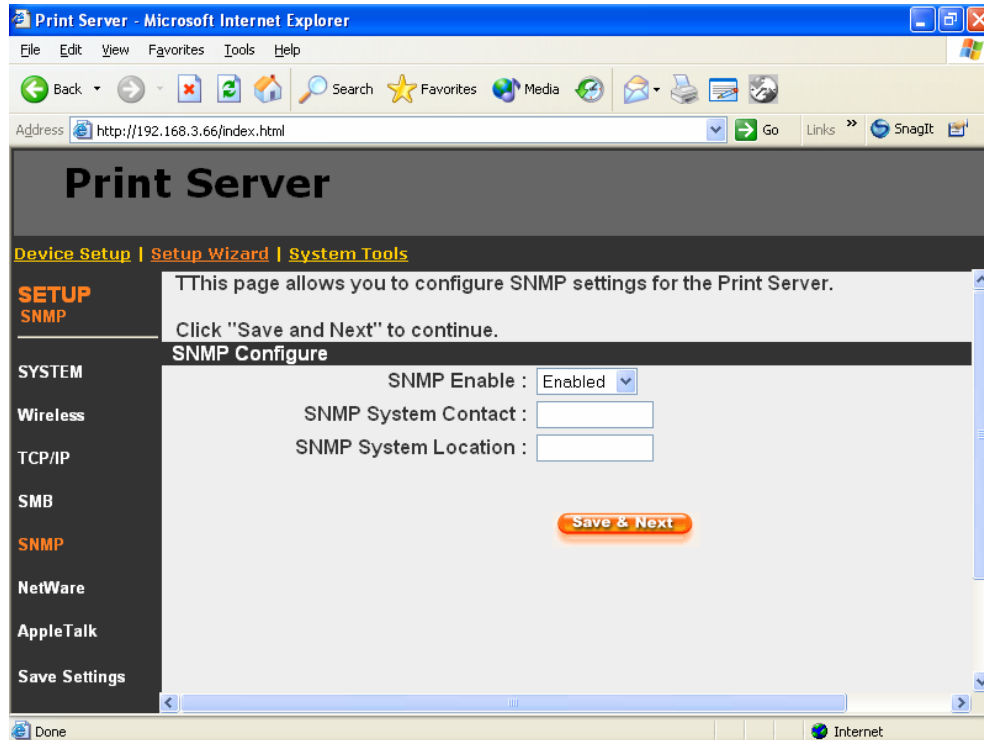 Print Server - Microsoft Internet Explorer
File Edit View Favorites Tools Help
Back Search Favorites Media
Address http://192.168.3.66/index.html Go Links » SnagIt
Print Server
Device Setup | Setup Wizard | System Tools
SETUP
SNMP
SYSTEM
Wireless
TCP/IP
SMB
SNMP
NetWare
AppleTalk
Save Settings
TThis page allows you to configure SNMP settings for the Print Server.
Click "Save and Next" to continue.
SNMP Configure
SNMP Enable : Enabled
SNMP System Contact :
SNMP System Location :
Save & Next
Done Internet